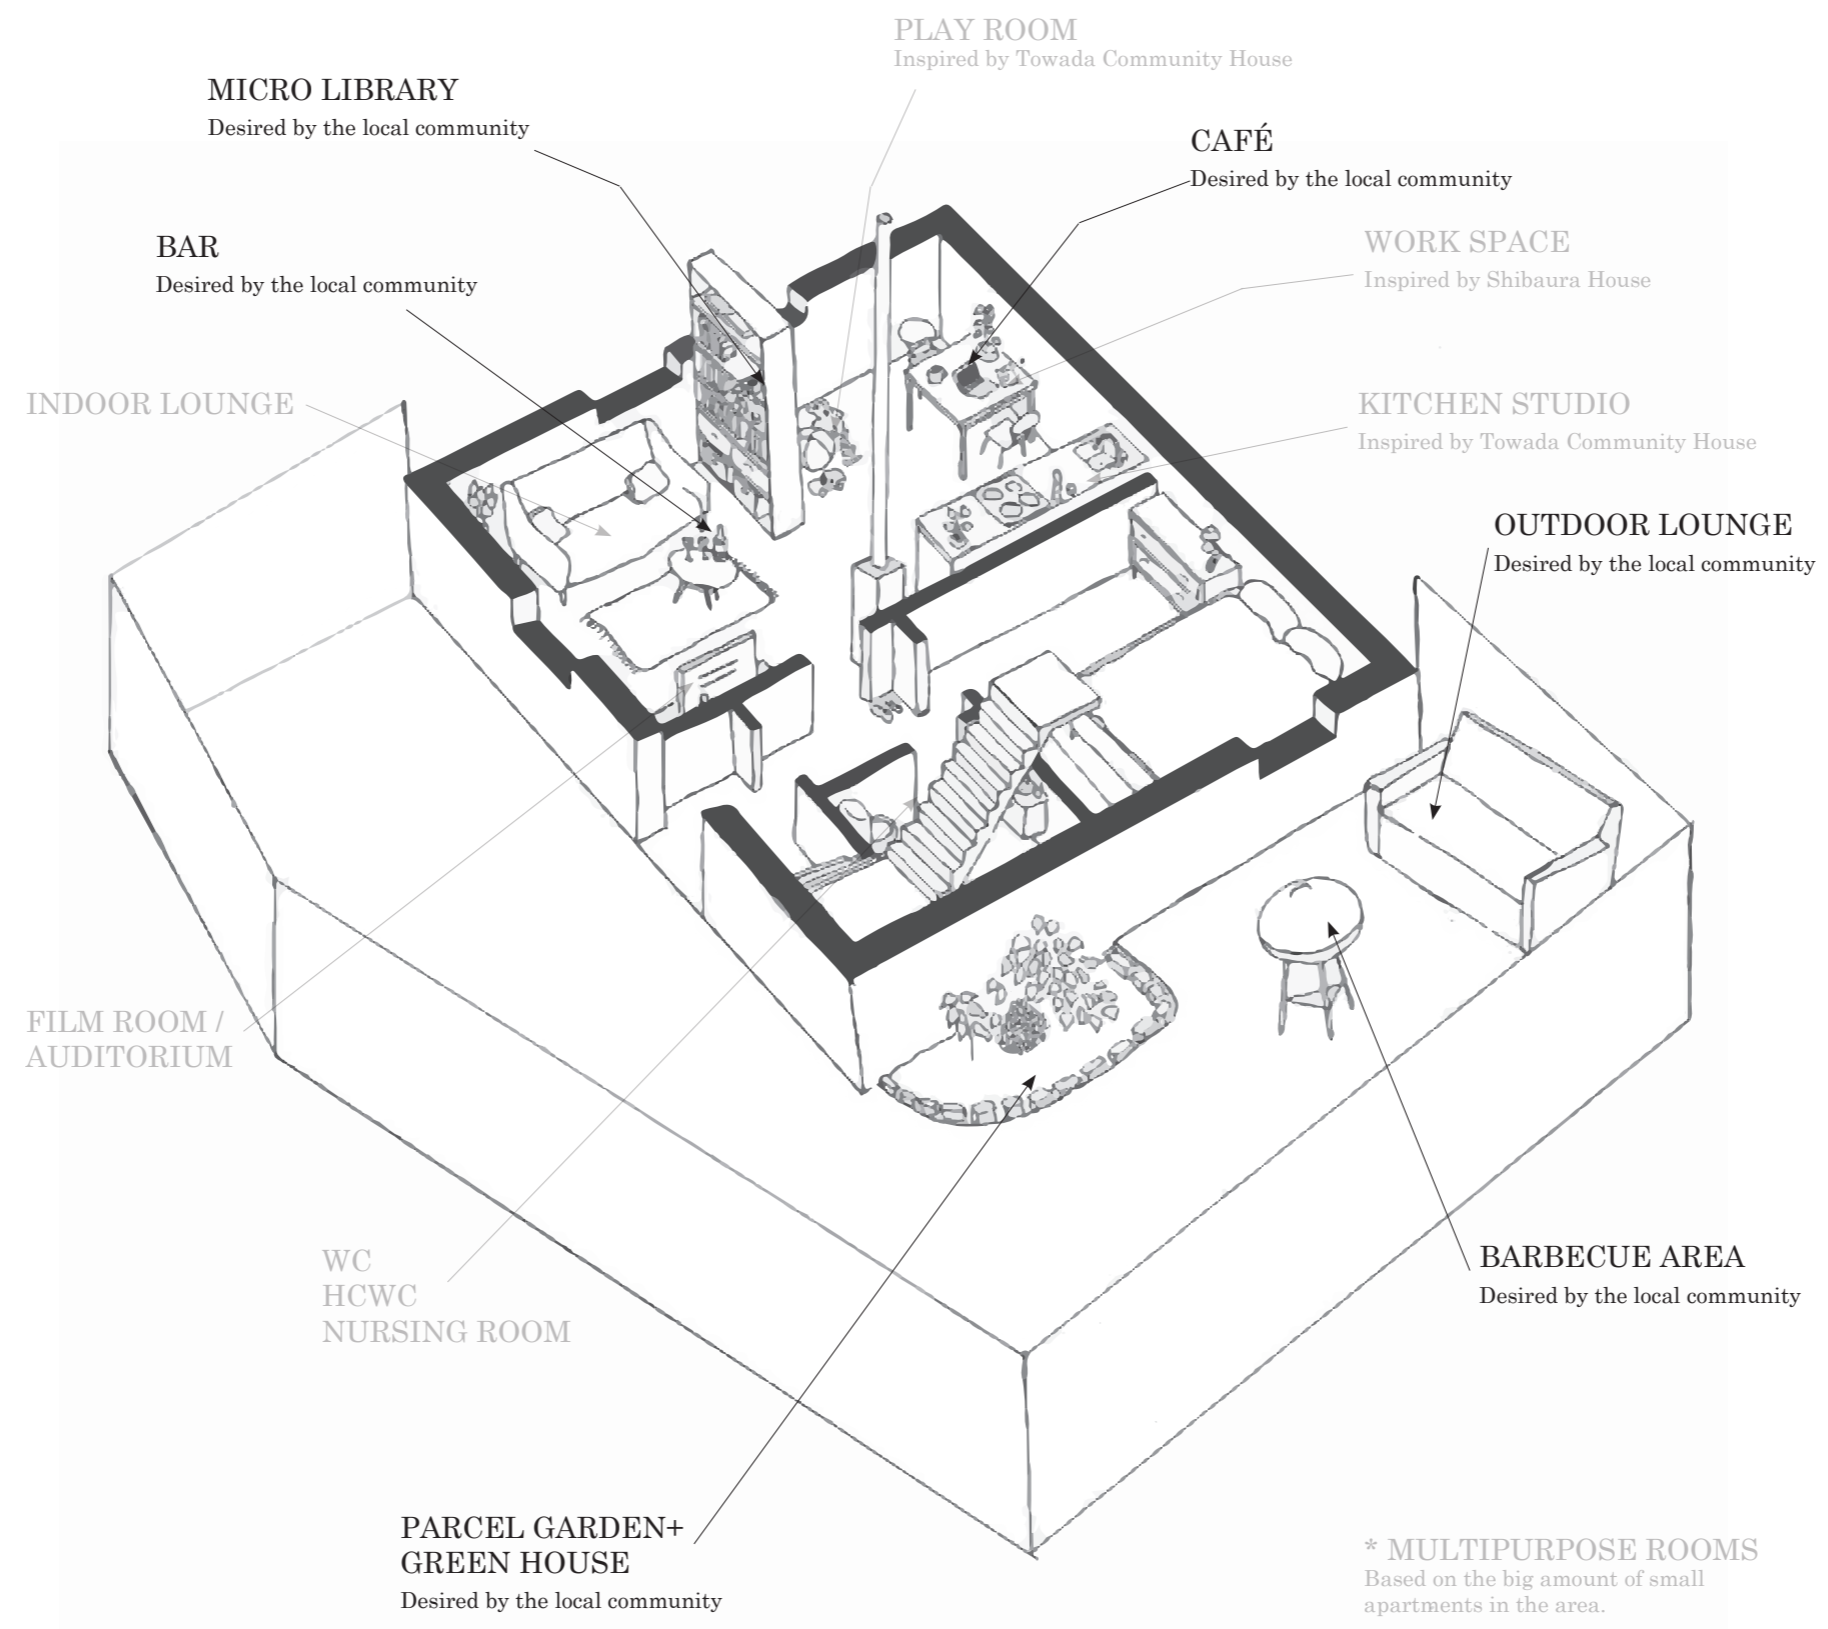 PLAY ROOM
Inspired by Towada Community House
MICRO LIBRARY
Desired by the local community
CAFÉ
Desired by the local community
BAR
Desired by the local community
WORK SPACE
Inspired by Shibaura House
INDOOR LOUNGE
KITCHEN STUDIO
Inspired by Towada Community House
OUTDOOR LOUNGE
Desired by the local community
FILM ROOM /
AUDITORIUM
WC
HCWC
NURSING ROOM
BARBECUE AREA
Desired by the local community
PARCEL GARDEN+
GREEN HOUSE
Desired by the local community
* MULTIPURPOSE ROOMS
Based on the big amount of small
apartments in the area.